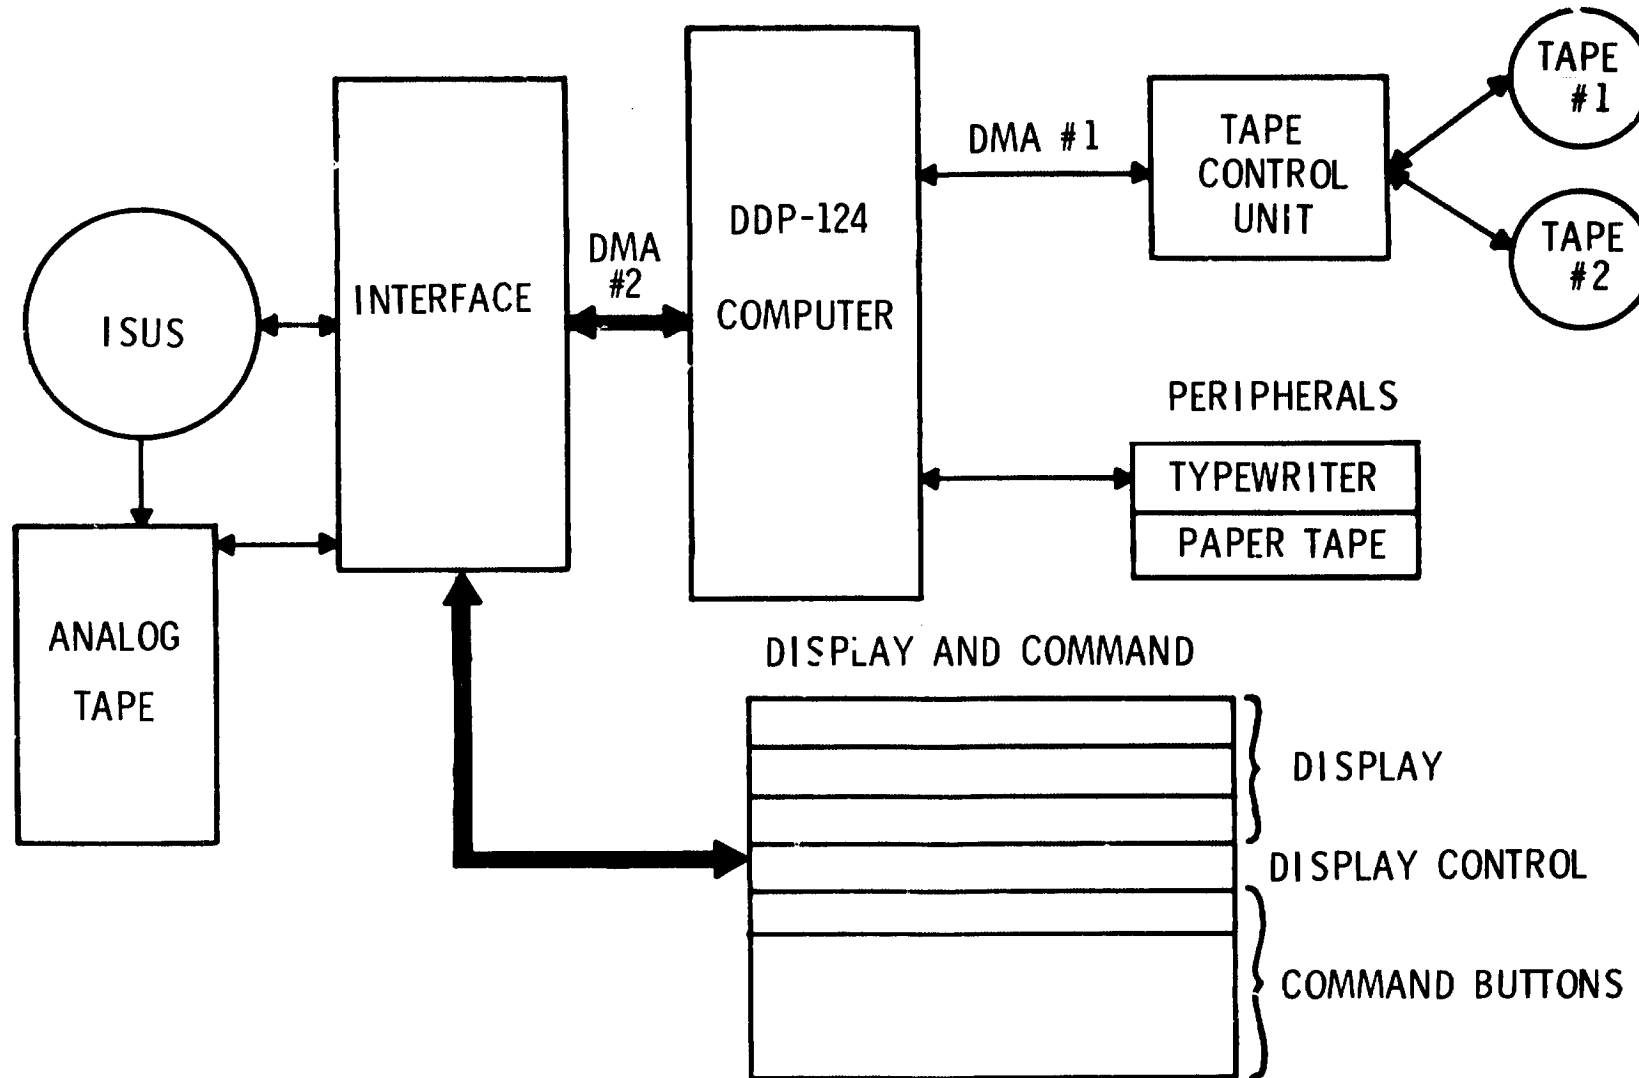 TAPE
#1
DMA #1
TAPE
CONTROL
UNIT
TAPE
#2
DDP-124
COMPUTER
DMA
#2
INTERFACE
ISUS
ANALOG
TAPE
PERIPHERALS
TYPEWRITER
PAPER TAPE
DISPLAY AND COMMAND
DISPLAY
DISPLAY CONTROL
COMMAND BUTTONS